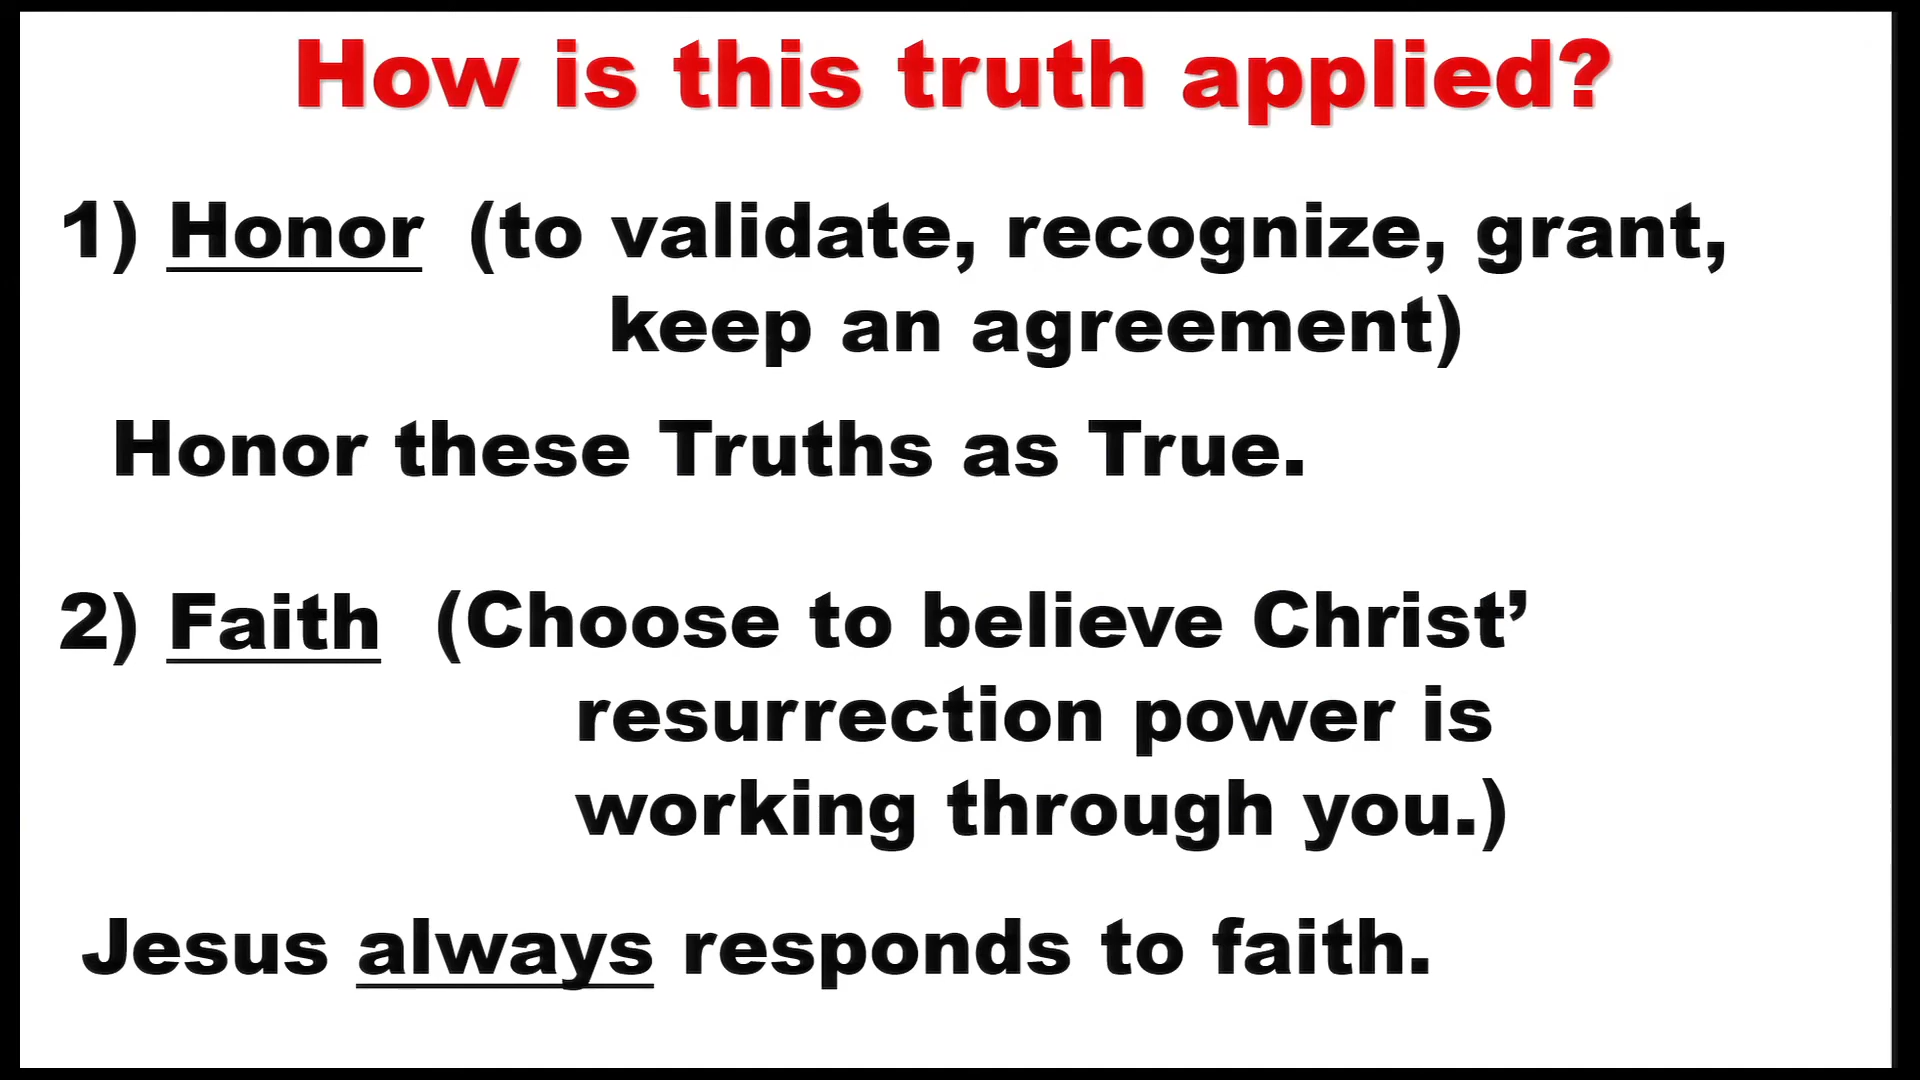 How is this truth applied?
1) Honor (to validate, recognize, grant,
keep an agreement)
Honor these Truths as True.
2) Faith (Choose to believe Christ’
resurrection power is
working through you.)
Jesus always responds to faith.